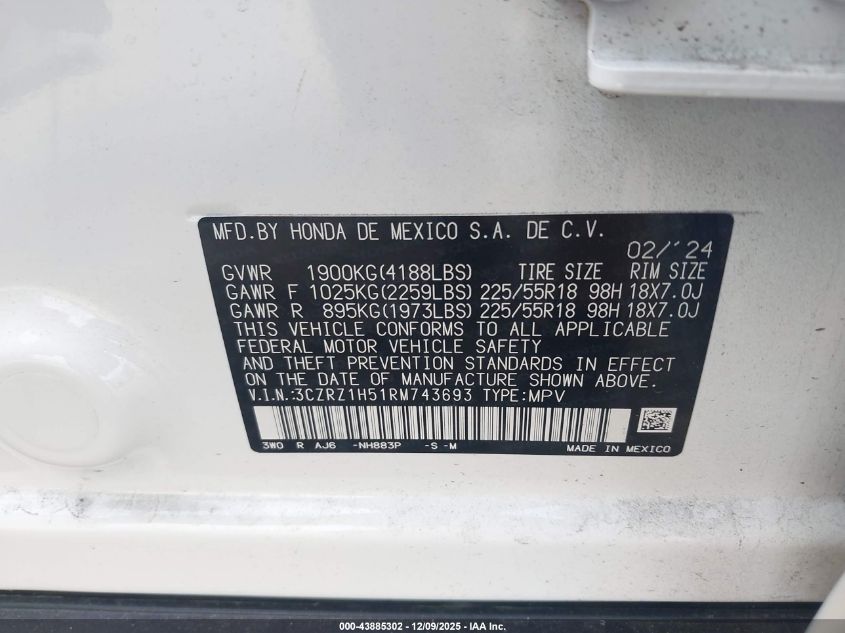 MFD.BY HONDA DE MEXICO S.A. DE C.V.
02/'24
GVWR 1900KG(4188LBS) TIRE SIZE RIM SIZE
GAWR F 1025KG(2259LBS) 225/55R18 98H 18X7.0J
GAWR R 895KG(1973LBS) 225/55R18 98H 18X7.0J
THIS VEHICLE CONFORMS TO ALL APPLICABLE
FEDERAL MOTOR VEHICLE SAFETY
AND THEFT PREVENTION STANDARDS IN EFFECT
ON THE DATE OF MANUFACTURE SHOWN ABOVE.
V.I.N.:3CZRZ1H51RM743693 TYPE:MPV
3W0 R AJ6 -NH883P -S -M MADE IN MEXICO
000-43885302 - 12/09/2025 - IAA Inc.